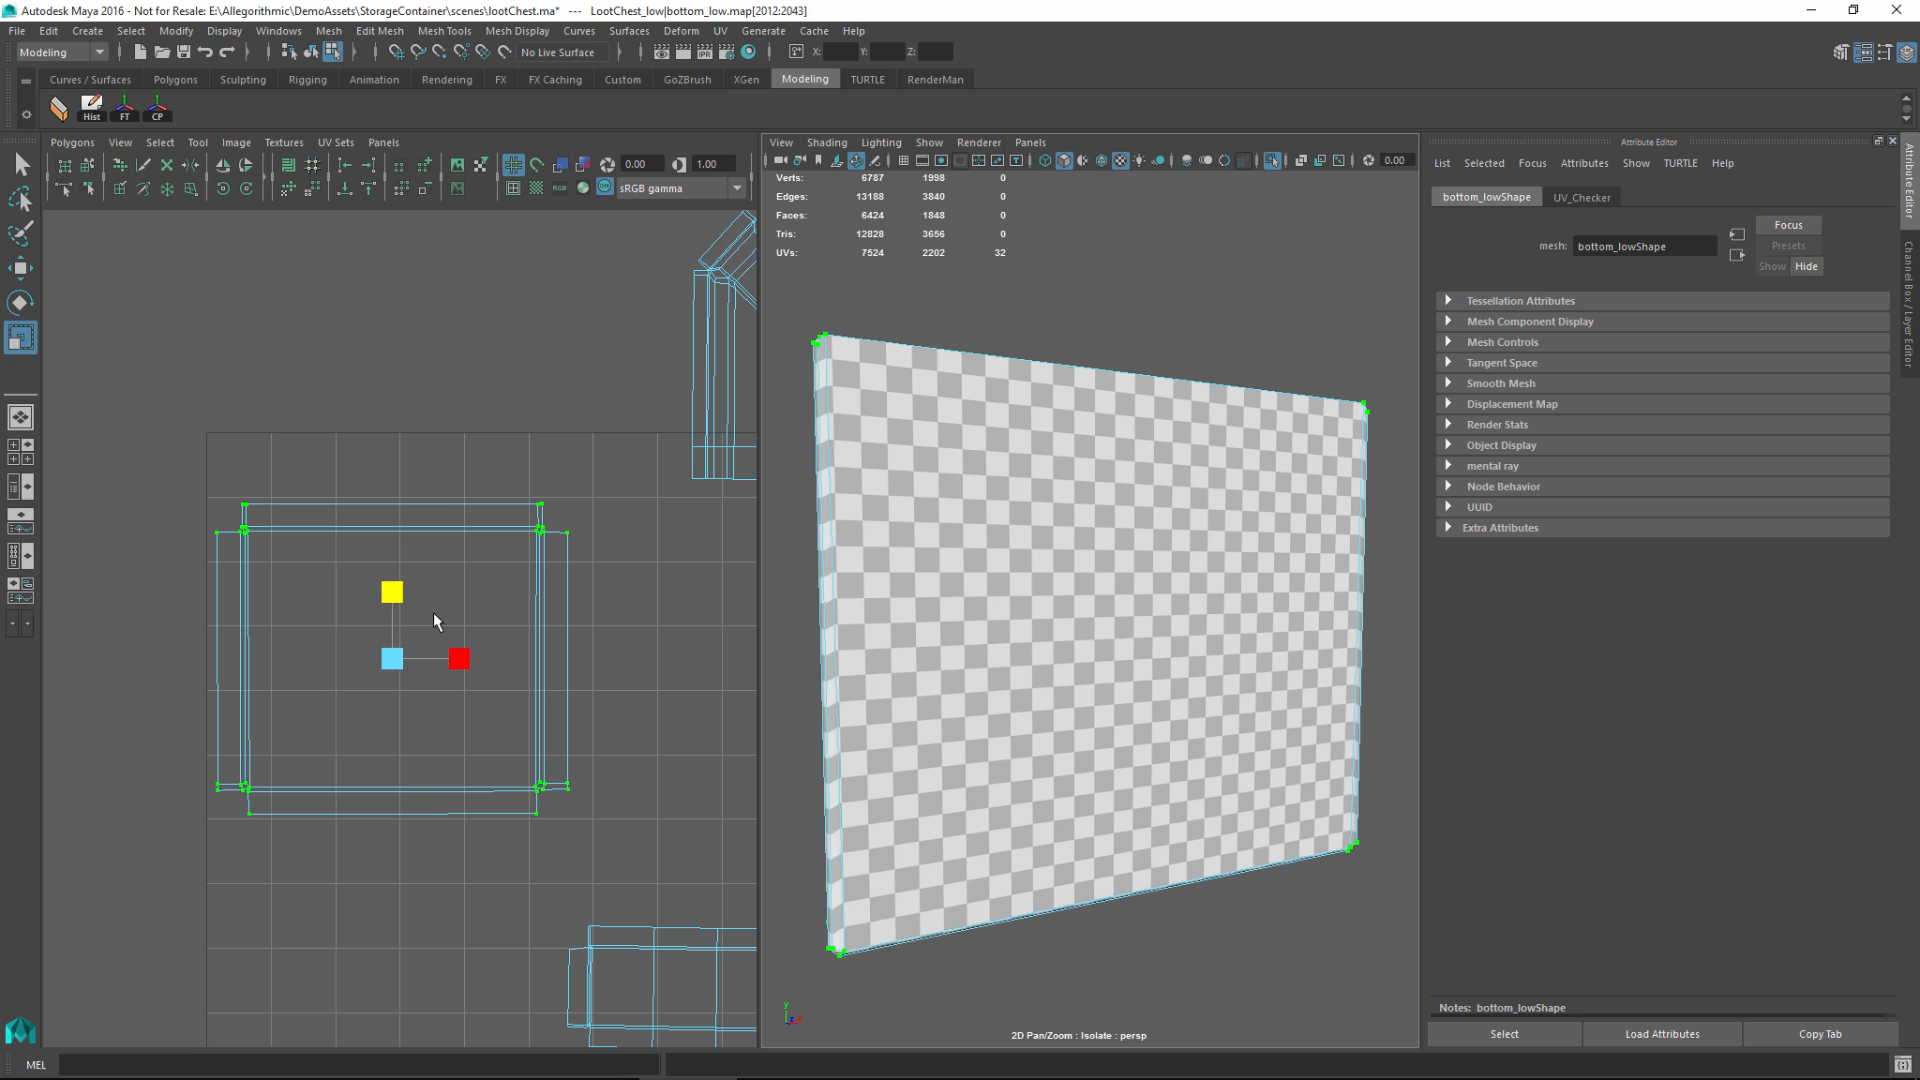 Autodesk Maya 2016 - Not for Resale: E:\Allegorithmic\DemoAssets\StorageContainer\scenes\lootChest.ma* --- LootChest_low|bottom_low.map[2012:2043]
File Edit Create Select Modify Display Windows Mesh Edit Mesh Mesh Tools Mesh Display Curves Surfaces Deform UV Generate Cache Help
Modeling No Live Surface IPR X: Y: Z:
Curves / Surfaces Polygons Sculpting Rigging Animation Rendering FX FX Caching Custom GoZBrush XGen Modeling TURTLE RenderMan
Hist FT CP
Polygons View Select Tool Image Textures UV Sets Panels
0.00 1.00
RGB sRGB gamma
View Shading Lighting Show Renderer Panels
0.00
Verts: 6787 1998 0
Edges: 13188 3840 0
Faces: 6424 1848 0
Tris: 12828 3656 0
UVs: 7524 2202 32
y
z x
2D Pan/Zoom : Isolate : persp
Attribute Editor
List Selected Focus Attributes Show TURTLE Help
bottom_lowShape UV_Checker
mesh: bottom_lowShape
Focus
Presets
Show Hide
Tessellation Attributes
Mesh Component Display
Mesh Controls
Tangent Space
Smooth Mesh
Displacement Map
Render Stats
Object Display
mental ray
Node Behavior
UUID
Extra Attributes
Notes: bottom_lowShape
Select Load Attributes Copy Tab
Attribute Editor
Channel Box / Layer Editor
MEL